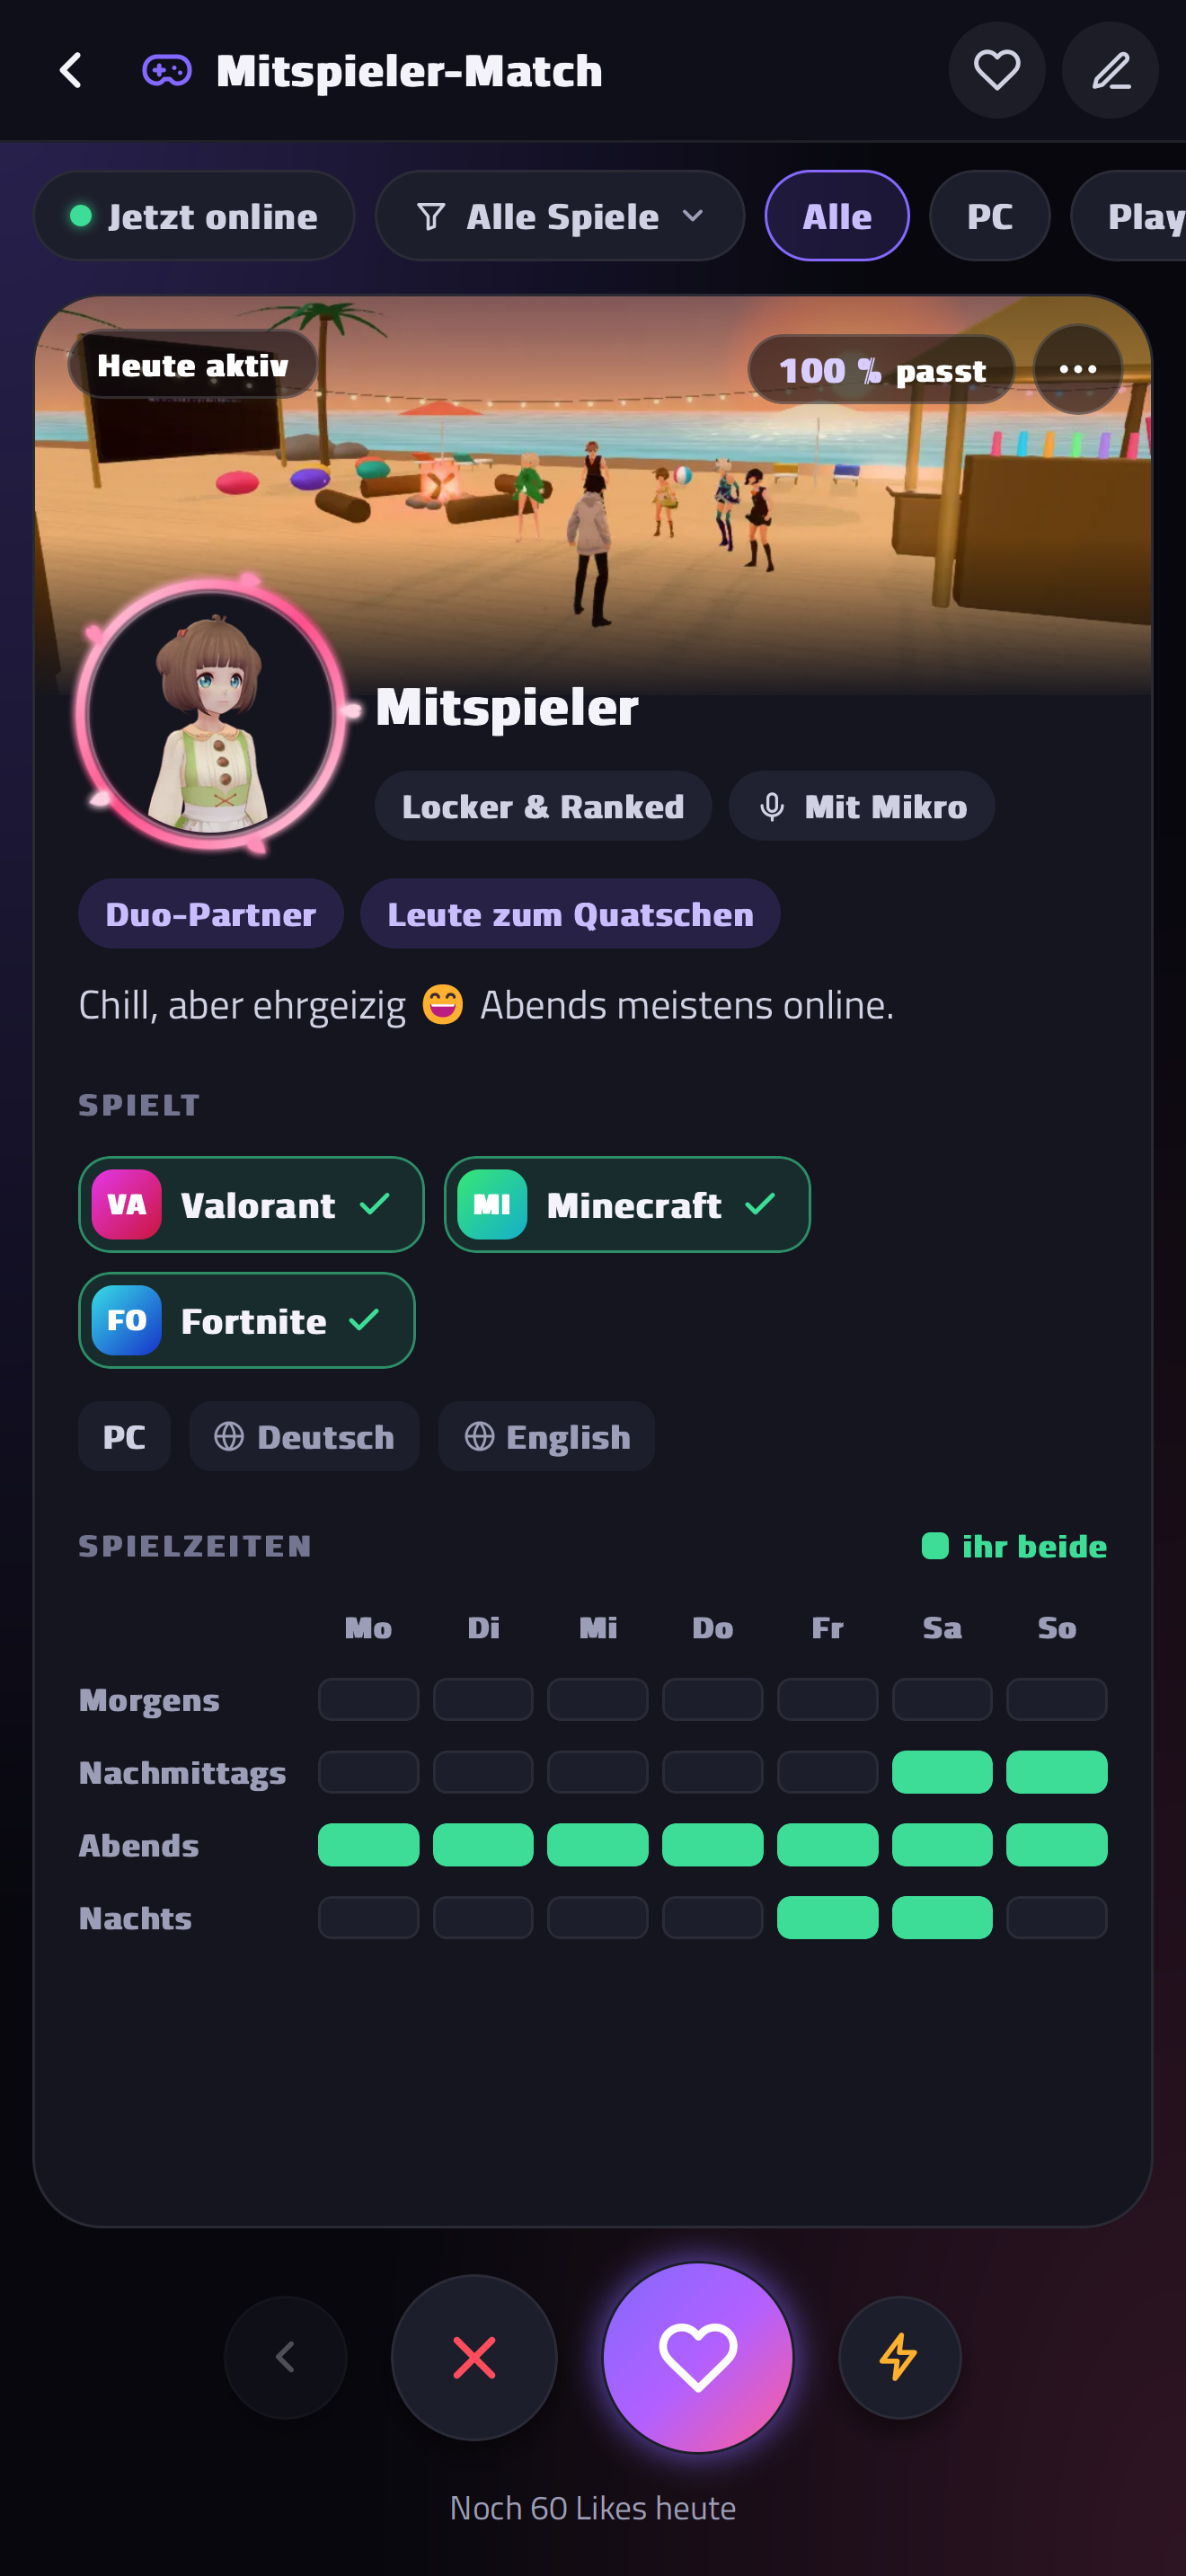 Mitspieler-Match
Jetzt online
Alle Spiele
Alle
PC
Play
Heute aktiv
100 % passt
Mitspieler
Locker & Ranked
Mit Mikro
Duo-Partner
Leute zum Quatschen
Chill, aber ehrgeizig 😄 Abends meistens online.
SPIELT
VA Valorant
MI Minecraft
FO Fortnite
PC
Deutsch
English
SPIELZEITEN
ihr beide
Mo Di Mi Do Fr Sa So
Morgens
Nachmittags
Abends
Nachts
Noch 60 Likes heute